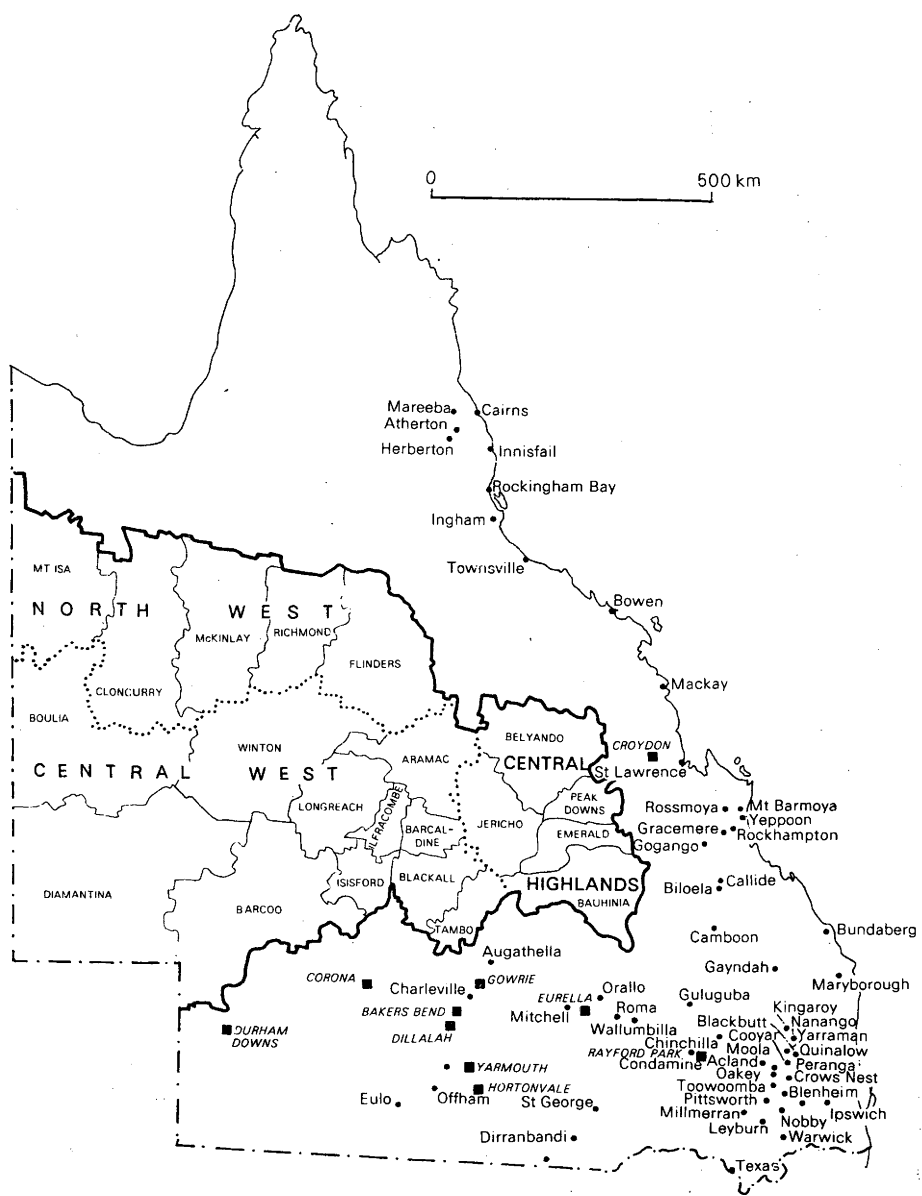 0 500 km
Mareeba
Cairns
Atherton
Herberton
Innisfail
Rockingham Bay
Ingham
Townsville
MT ISA
Bowen
NORTH WEST
McKINLAY
RICHMOND
FLINDERS
Mackay
CLONCURRY
BOULIA
BELYANDO
CROYDON
WINTON
ARAMAC
CENTRAL
CENTRAL WEST
St Lawrence
LONGREACH
ILFRACOMBE
PEAK
DOWNS
Rossmoya
Mt Barmoya
Yeppoon
JERICHO
BARCAL-
DINE
EMERALD
Gracemere
Rockhampton
Gogango
ISISFORD
BLACKALL
HIGHLANDS
Callide
Biloela
DIAMANTINA
BARCOO
BAUHINIA
TAMBO
Camboon
Bundaberg
Augathella
Gayndah
CORONA
GOWRIE
Maryborough
Charleville
EURELLA
Orallo
Guluguba
BAKERS BEND
Mitchell
Roma
Kingaroy
DURHAM
DOWNS
DILLALAH
Wallumbilla
Blackbutt
Nanango
Chinchilla
Cooyar
Yarraman
RAYFORD PARK
Moola
Quinalow
YARMOUTH
Condamine
Acland
Peranga
Oakey
Crows Nest
HORTONVALE
Toowoomba
Blenheim
Eulo
Offham
St George
Pittsworth
Millmerran
Ipswich
Leyburn
Nobby
Dirranbandi
Warwick
Texas